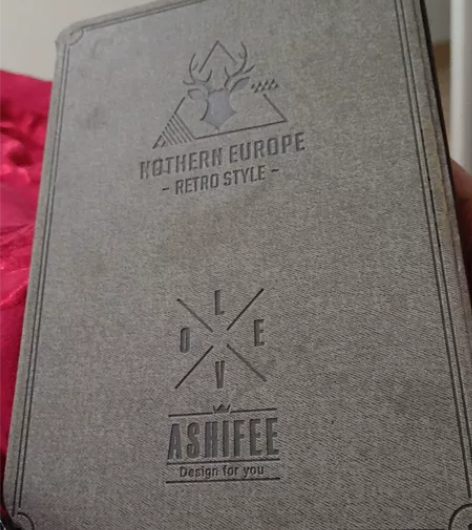 NOTHERN EUROPE
- RETRO STYLE -
L
O E
V
ASHIFEE
Design for you